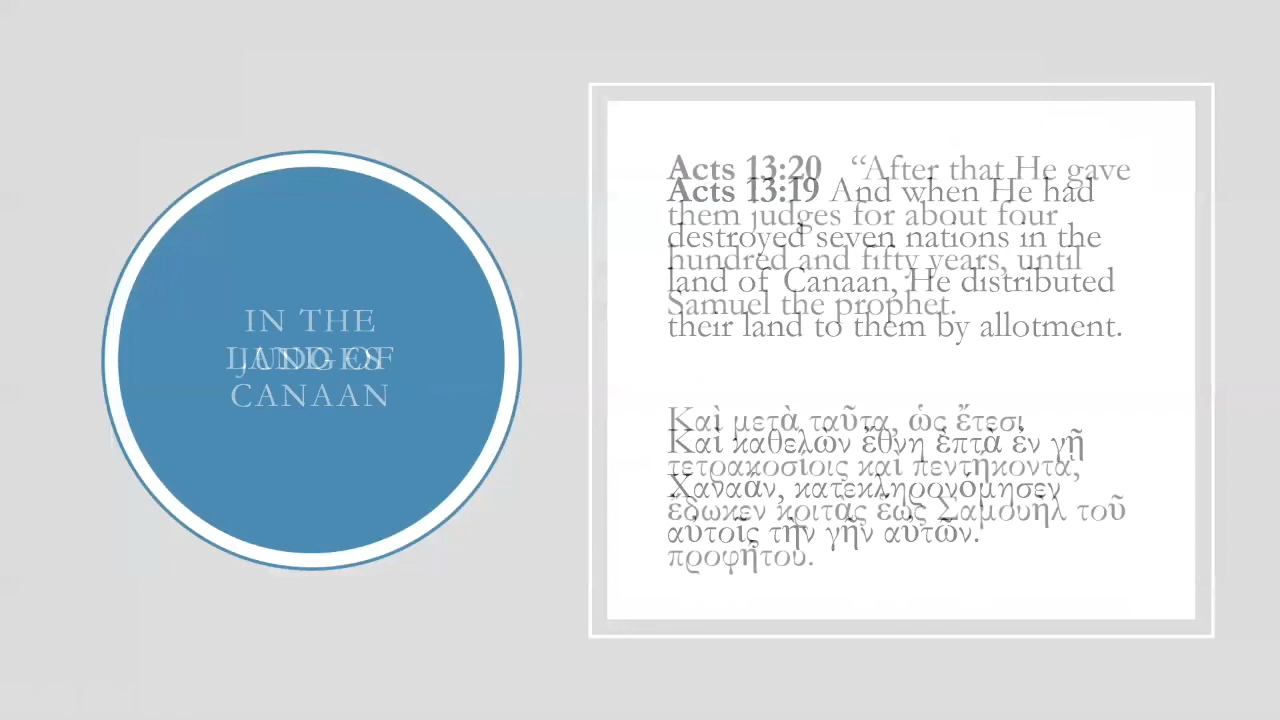 IN THE
LAND OF
CANAAN
JUDGES
Acts 13:19 And when He had
destroyed seven nations in the
land of Canaan, He distributed
their land to them by allotment.
Καὶ καθελὼν ἔθνη ἑπτὰ ἐν γῇ
Χαναάν, κατεκληρονόμησεν
αὐτοῖς τὴν γῆν αὐτῶν.
Acts 13:20 “After that He gave
them judges for about four
hundred and fifty years, until
Samuel the prophet.
Καὶ μετὰ ταῦτα, ὡς ἔτεσι
τετρακοσίοις καὶ πεντήκοντα,
ἔδωκεν κριτὰς ἕως Σαμουὴλ τοῦ
προφήτου.